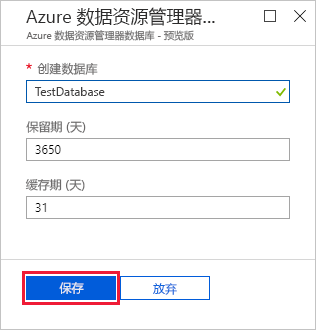 Azure 数据资源管理器...
Azure 数据资源管理器数据库 - 预览版
* 创建数据库
TestDatabase
保留期 (天)
3650
缓存期 (天)
31
保存
放弃